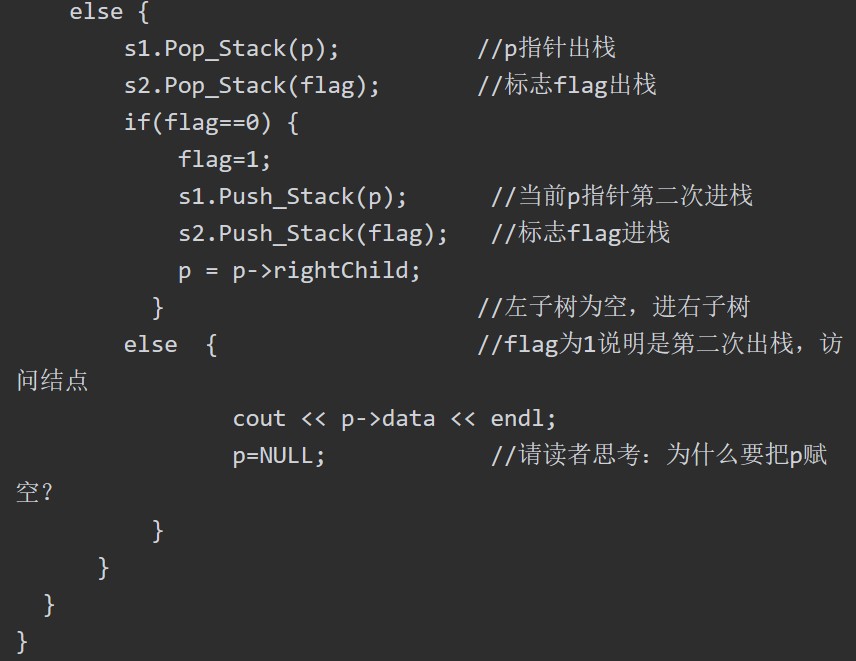 else {
        s1.Pop_Stack(p);          //p指针出栈
        s2.Pop_Stack(flag);       //标志flag出栈
        if(flag==0) {
            flag=1;
            s1.Push_Stack(p);      //当前p指针第二次进栈
            s2.Push_Stack(flag);   //标志flag进栈
            p = p->rightChild;
          }                       //左子树为空，进右子树
        else  {                   //flag为1说明是第二次出栈，访
问结点
                cout << p->data << endl;
                p=NULL;            //请读者思考：为什么要把p赋
空？
          }
      }
  }
}